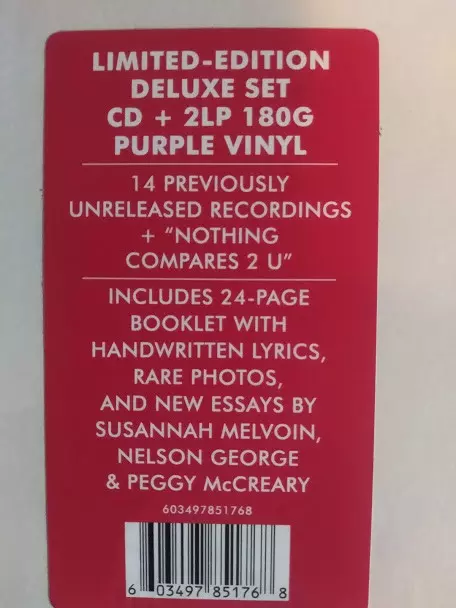 LIMITED-EDITION
DELUXE SET
CD + 2LP 180G
PURPLE VINYL
14 PREVIOUSLY
UNRELEASED RECORDINGS
+ “NOTHING
COMPARES 2 U”
INCLUDES 24-PAGE
BOOKLET WITH
HANDWRITTEN LYRICS,
RARE PHOTOS,
AND NEW ESSAYS BY
SUSANNAH MELVOIN,
NELSON GEORGE
& PEGGY McCREARY
603497851768
6 03497 85176 8